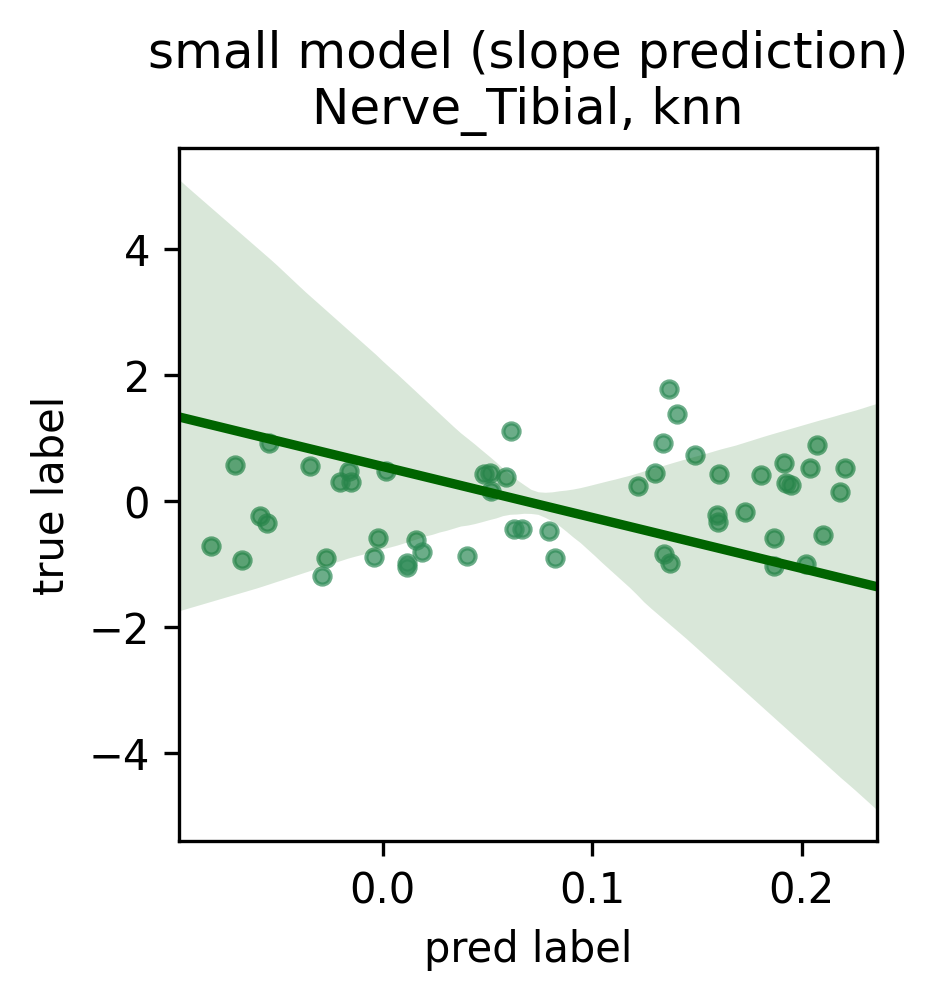 small model (slope prediction)
Nerve_Tibial, knn
4
2
0
−2
−4
true label
0.0
0.1
0.2
pred label